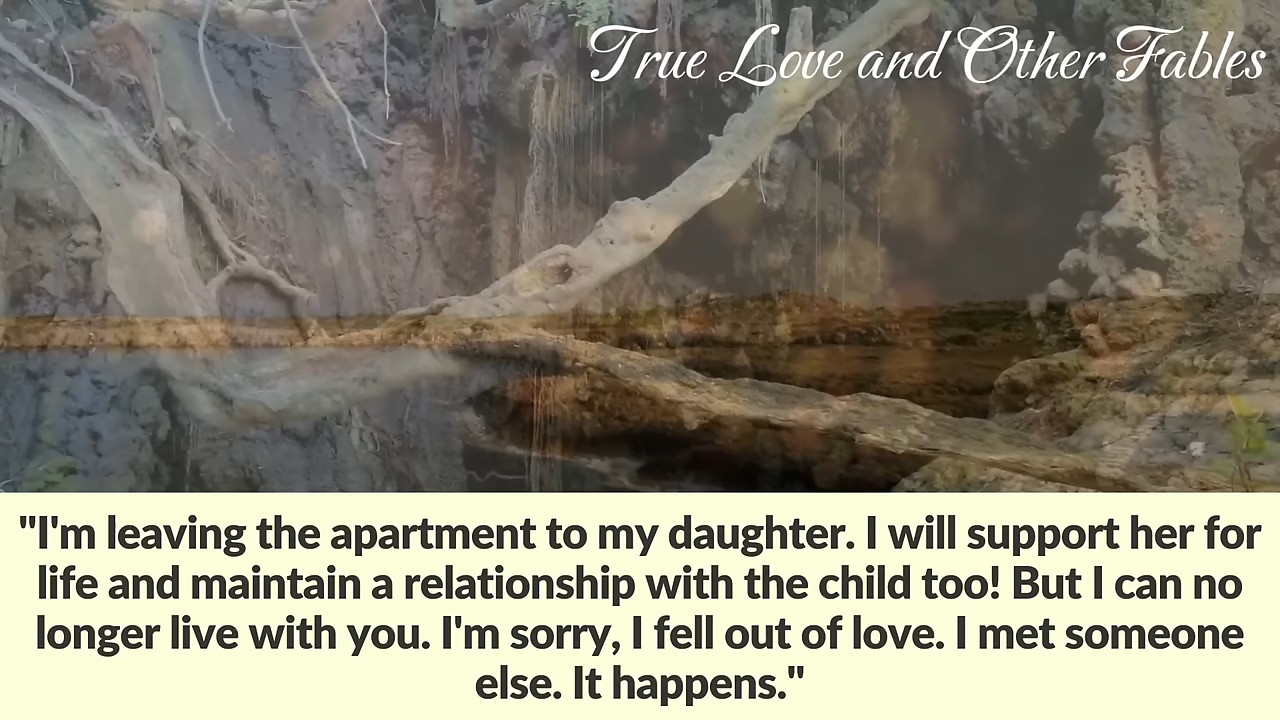 True Love and Other Fables
"I'm leaving the apartment to my daughter. I will support her for
life and maintain a relationship with the child too! But I can no
longer live with you. I'm sorry, I fell out of love. I met someone
else. It happens."